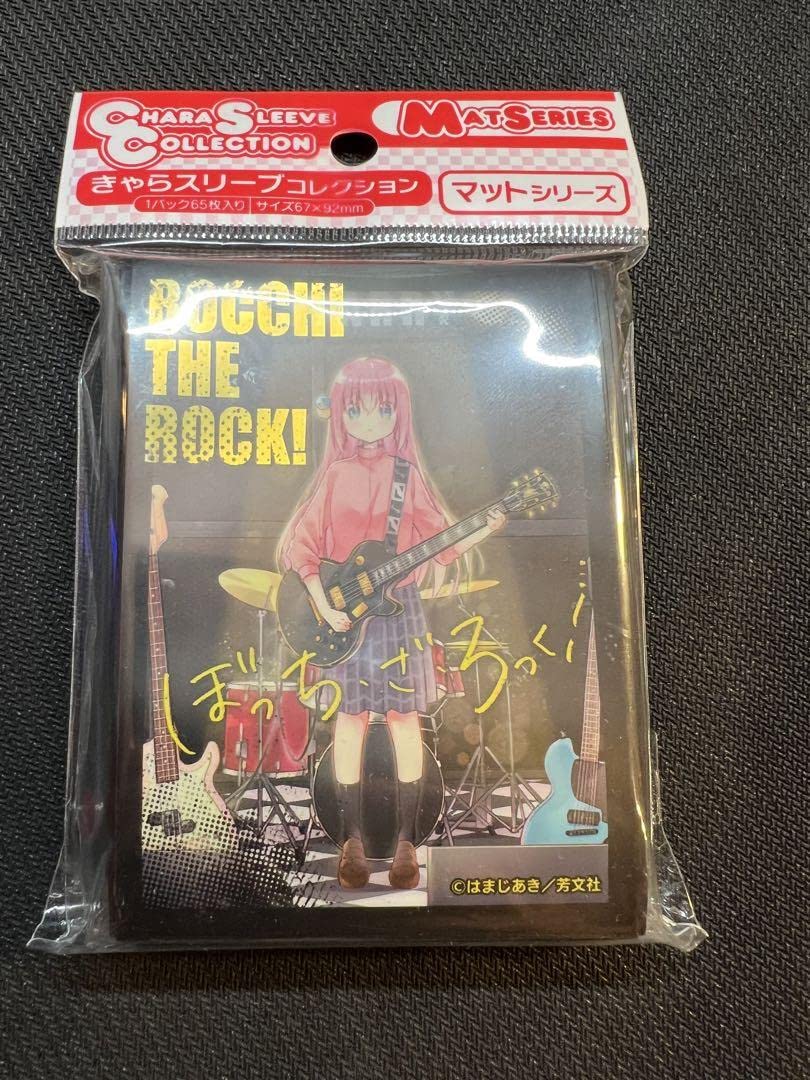 CHARA SLEEVE COLLECTION
MAT SERIES
きゃらスリーブコレクション
1パック65枚入り サイズ67×92mm
マットシリーズ
BOCCHI
THE
ROCK!
ぼっち・ざ・ろっく!
©はまじあき/芳文社